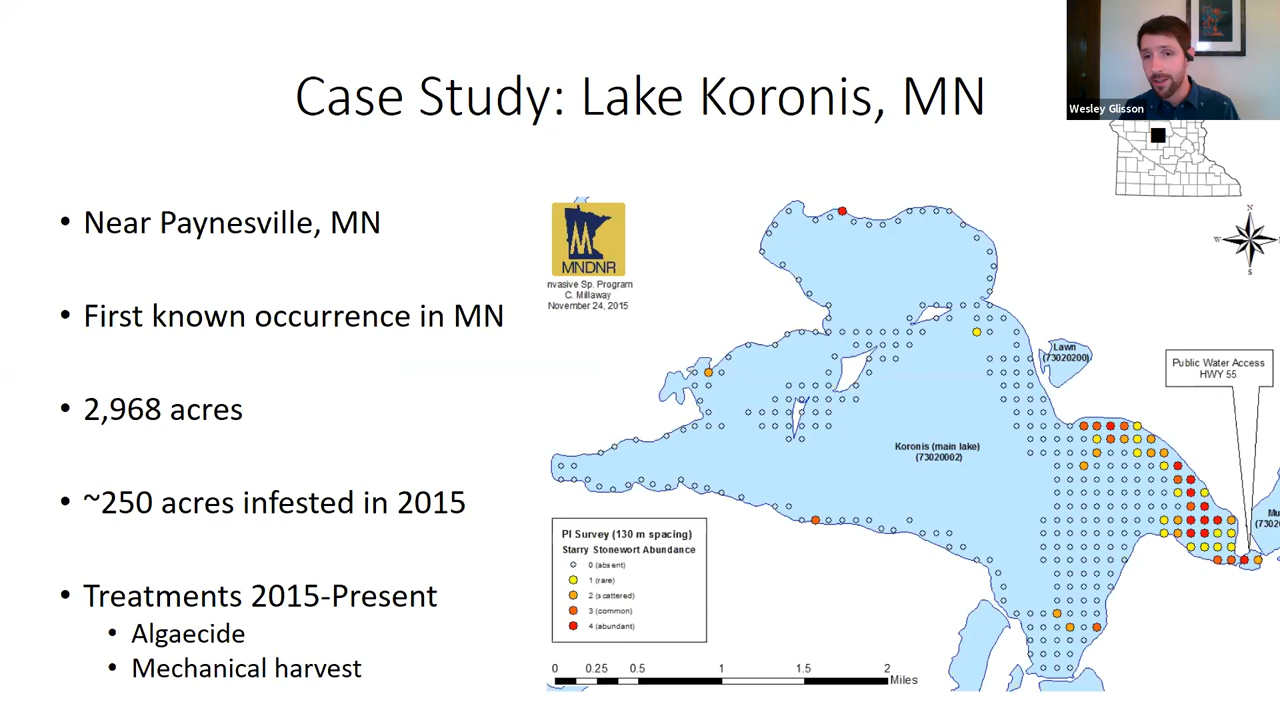 Case Study: Lake Koronis, MN
Wesley Glisson
• Near Paynesville, MN
• First known occurrence in MN
• 2,968 acres
• ~250 acres infested in 2015
• Treatments 2015-Present
• Algaecide
• Mechanical harvest
MNDNR
nvasive Sp. Program
C. Millaway
November 24, 2015
N
W
S
Lawn
(73020200)
Public Water Access
HWY 55
Koronis (main lake)
(73020002)
Mu
(7302
PI Survey (130 m spacing)
Starry Stonewort Abundance
0 (absent)
1 (rare)
2 (scattered)
3 (common)
4 (abundant)
0 0.25 0.5 1 1.5 2
Miles